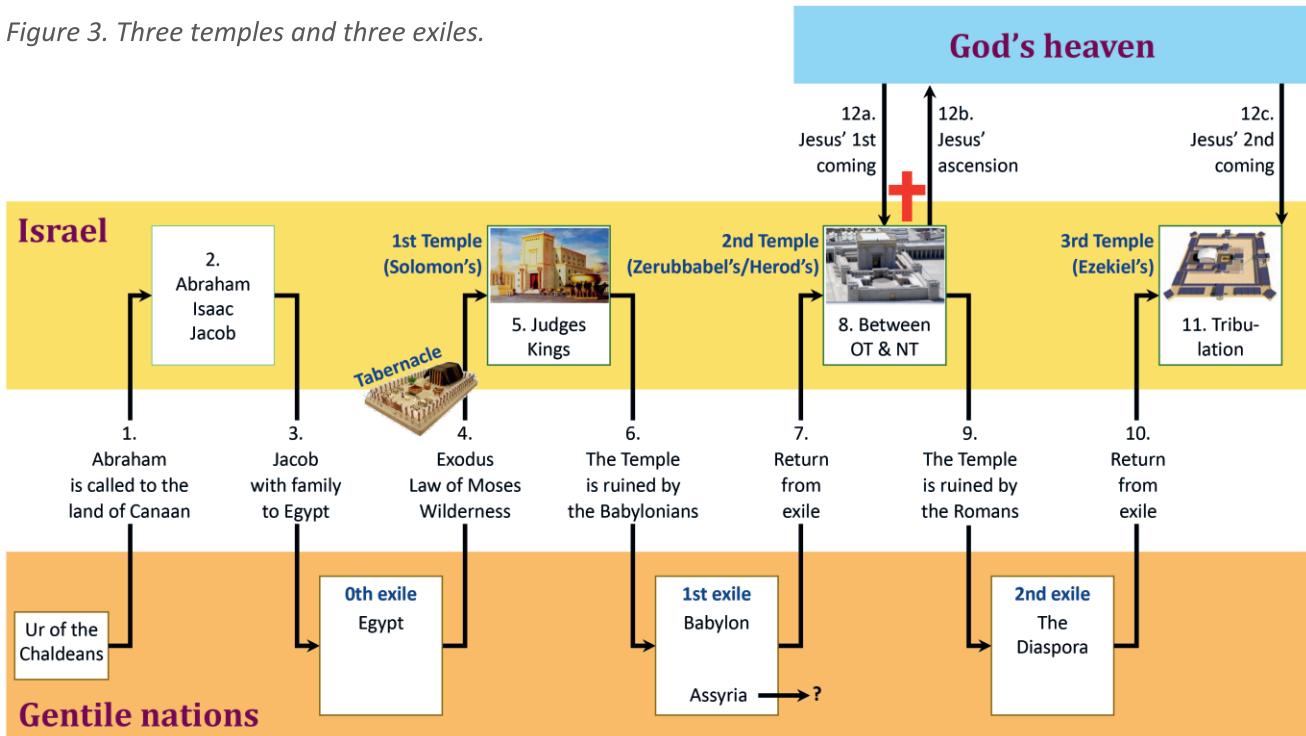 Figure 3. Three temples and three exiles.
God's heaven
12a.
Jesus' 1st
coming
12b.
Jesus'
ascension
12c.
Jesus' 2nd
coming
Israel
2.
Abraham
Isaac
Jacob
1st Temple
(Solomon's)
5. Judges
Kings
2nd Temple
(Zerubbabel's/Herod's)
8. Between
OT & NT
3rd Temple
(Ezekiel's)
11. Tribu-
lation
Tabernacle
1.
Abraham
is called to the
land of Canaan
3.
Jacob
with family
to Egypt
4.
Exodus
Law of Moses
Wilderness
6.
The Temple
is ruined by
the Babylonians
7.
Return
from
exile
9.
The Temple
is ruined by
the Romans
10.
Return
from
exile
Ur of the
Chaldeans
0th exile
Egypt
1st exile
Babylon
Assyria ?
2nd exile
The
Diaspora
Gentile nations